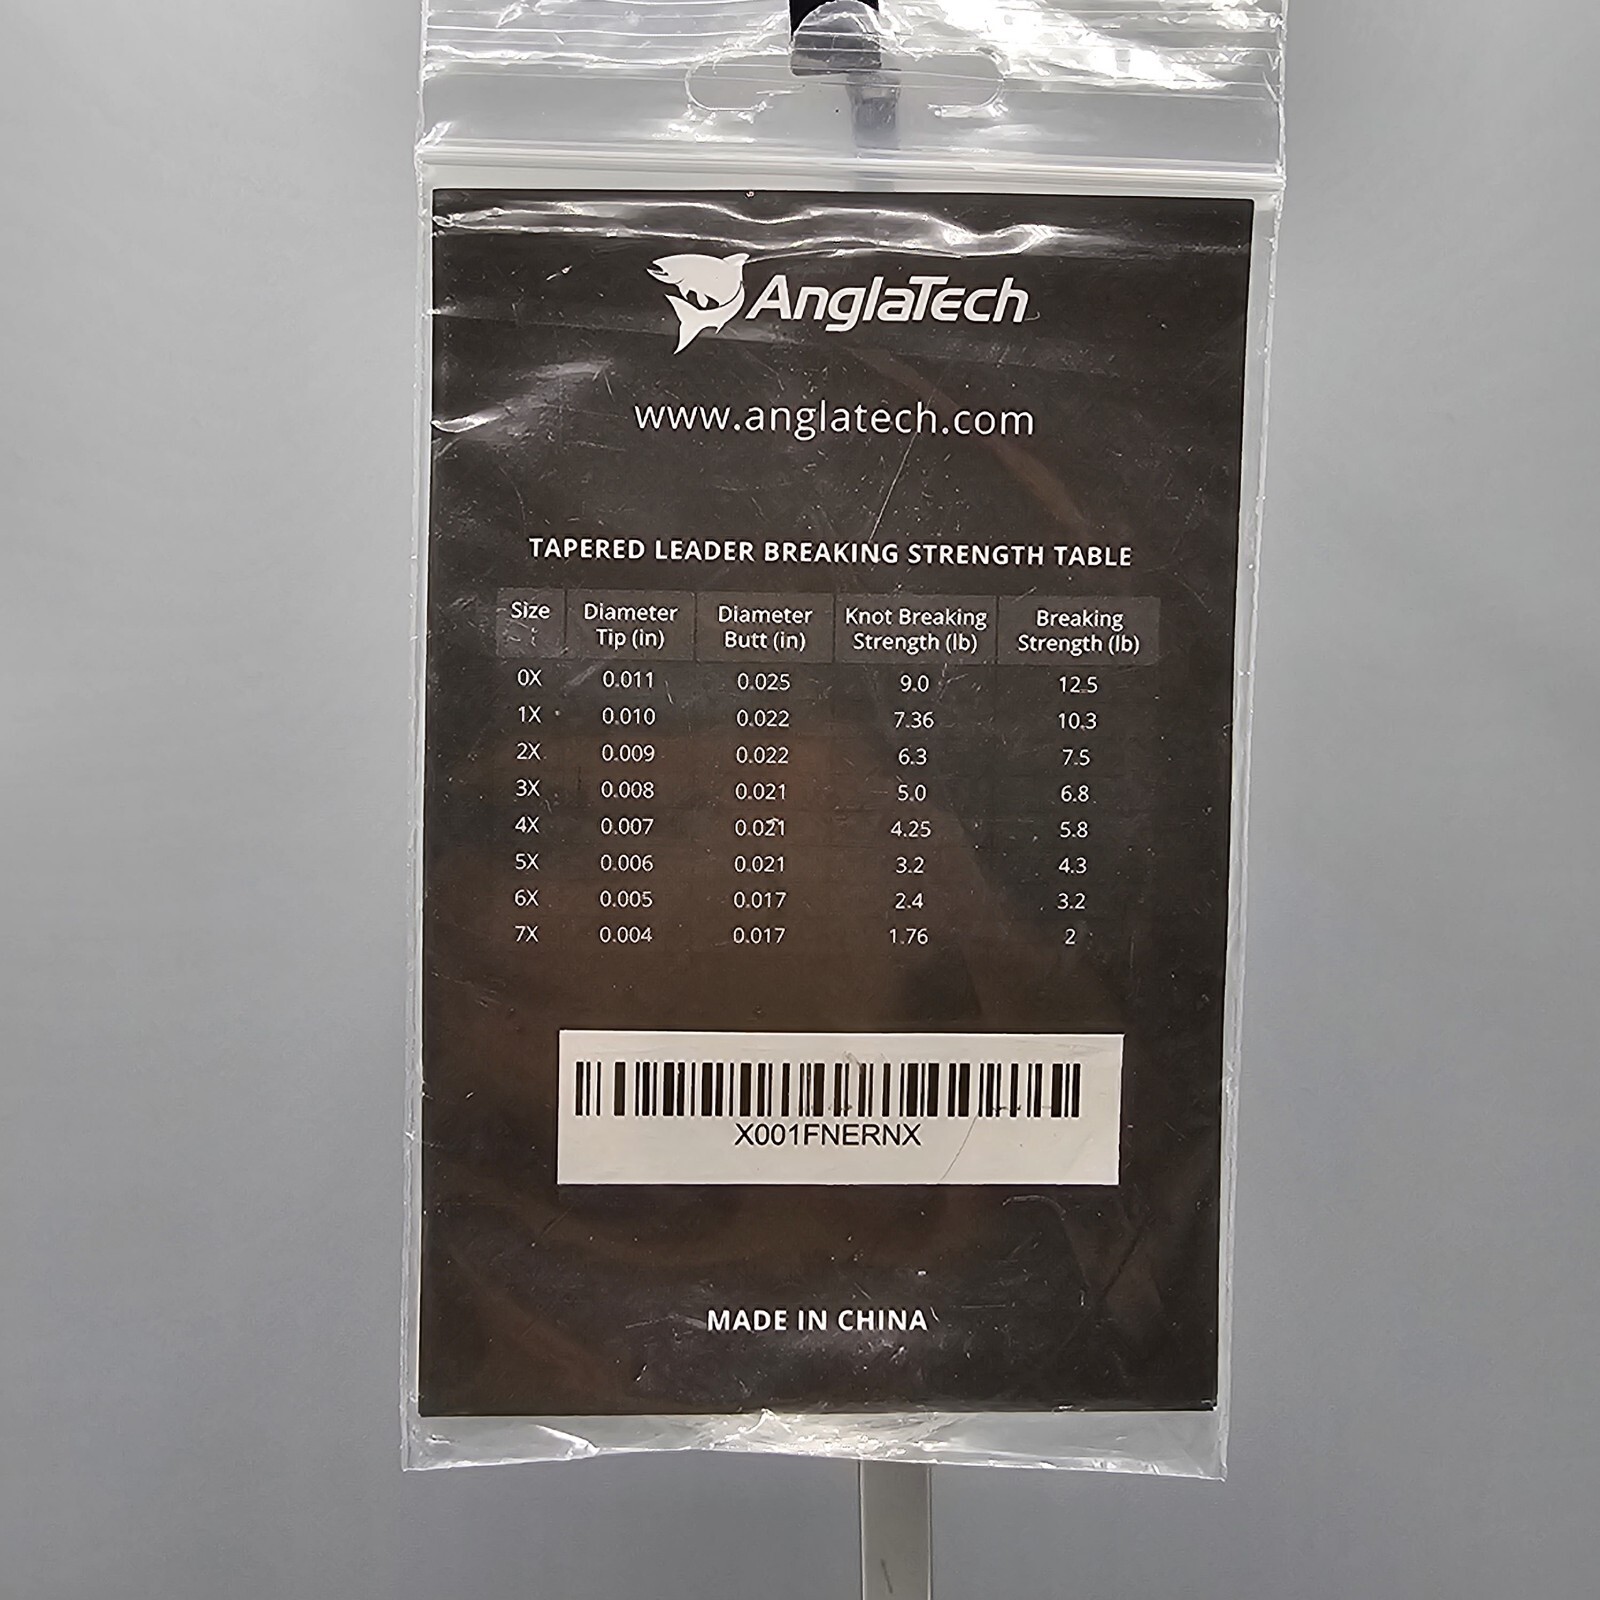 AnglaTech
www.anglatech.com
TAPERED LEADER BREAKING STRENGTH TABLE
Size Diameter Tip (in) Diameter Butt (in) Knot Breaking Strength (lb) Breaking Strength (lb)
0X 0.011 0.025 9.0 12.5
1X 0.010 0.022 7.36 10.3
2X 0.009 0.022 6.3 7.5
3X 0.008 0.021 5.0 6.8
4X 0.007 0.021 4.25 5.8
5X 0.006 0.021 3.2 4.3
6X 0.005 0.017 2.4 3.2
7X 0.004 0.017 1.76 2
X001FNERNX
MADE IN CHINA